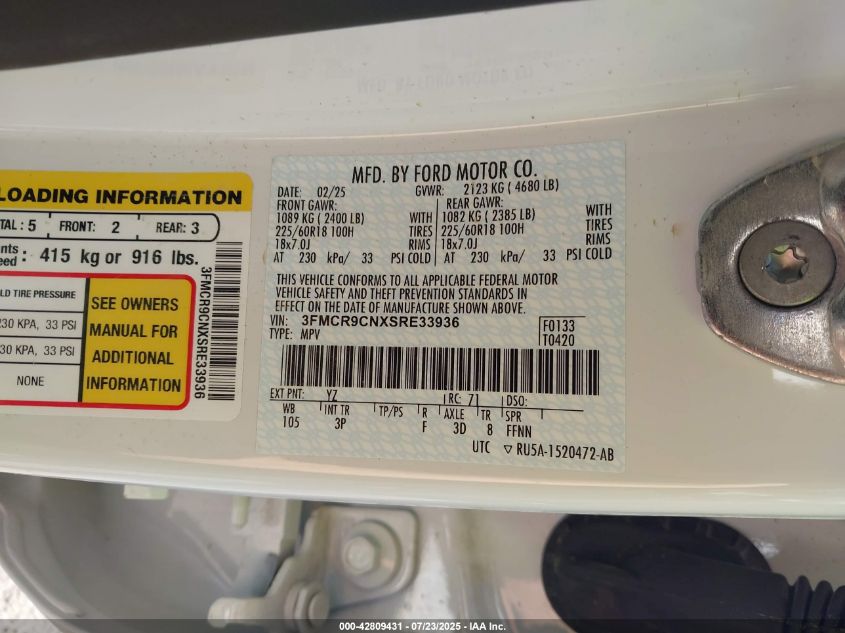 LOADING INFORMATION
TAL : 5 FRONT: 2 REAR: 3
415 kg or 916 lbs.
LD TIRE PRESSURE
230 KPA, 33 PSI
30 KPA, 33 PSI
NONE
SEE OWNERS
MANUAL FOR
ADDITIONAL
INFORMATION
3FMCR9CNXSRE33936
MFD. BY FORD MOTOR CO.
DATE: 02/25 GVWR: 2123 KG ( 4680 LB)
FRONT GAWR: REAR GAWR:
1089 KG ( 2400 LB) WITH 1082 KG ( 2385 LB) WITH
225/60R18 100H TIRES 225/60R18 100H TIRES
18x7.0J RIMS 18x7.0J RIMS
AT 230 kPa/ 33 PSI COLD AT 230 kPa/ 33 PSI COLD
THIS VEHICLE CONFORMS TO ALL APPLICABLE FEDERAL MOTOR
VEHICLE SAFETY AND THEFT PREVENTION STANDARDS IN
EFFECT ON THE DATE OF MANUFACTURE SHOWN ABOVE.
VIN: 3FMCR9CNXSRE33936 F0133
TYPE: MPV T0420
EXT PNT: YZ RC: 71 DSO:
WB INT TR TP/PS R AXLE TR SPR
105 3P F 3D 8 FFNN
UTC ▽ RU5A-1520472-AB
000-42809431 - 07/23/2025 - IAA Inc.